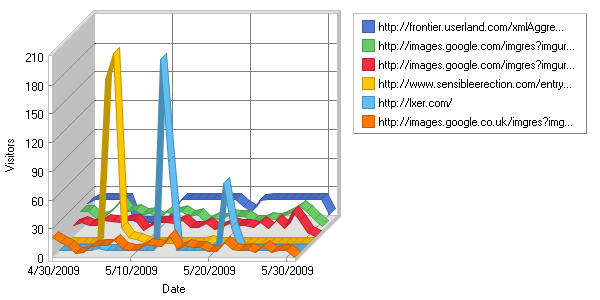 210
180
150
120
90
60
30
0
Visitors
4/30/2009
5/10/2009
5/20/2009
5/30/2009
Date
http://frontier.userland.com/xmlAggre...
http://images.google.com/imgres?imgur...
http://images.google.com/imgres?imgur...
http://www.sensibleerection.com/entry...
http://lxer.com/
http://images.google.co.uk/imgres?img...